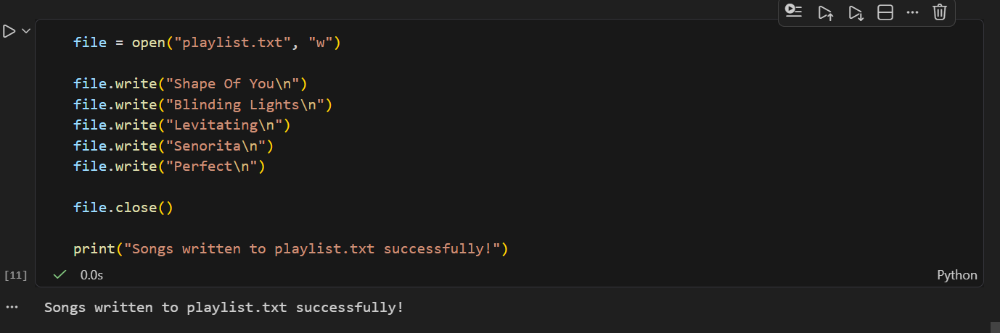 file = open("playlist.txt", "w")
file.write("Shape Of You\n")
file.write("Blinding Lights\n")
file.write("Levitating\n")
file.write("Senorita\n")
file.write("Perfect\n")
file.close()
print("Songs written to playlist.txt successfully!")
[11] 0.0s Python
Songs written to playlist.txt successfully!